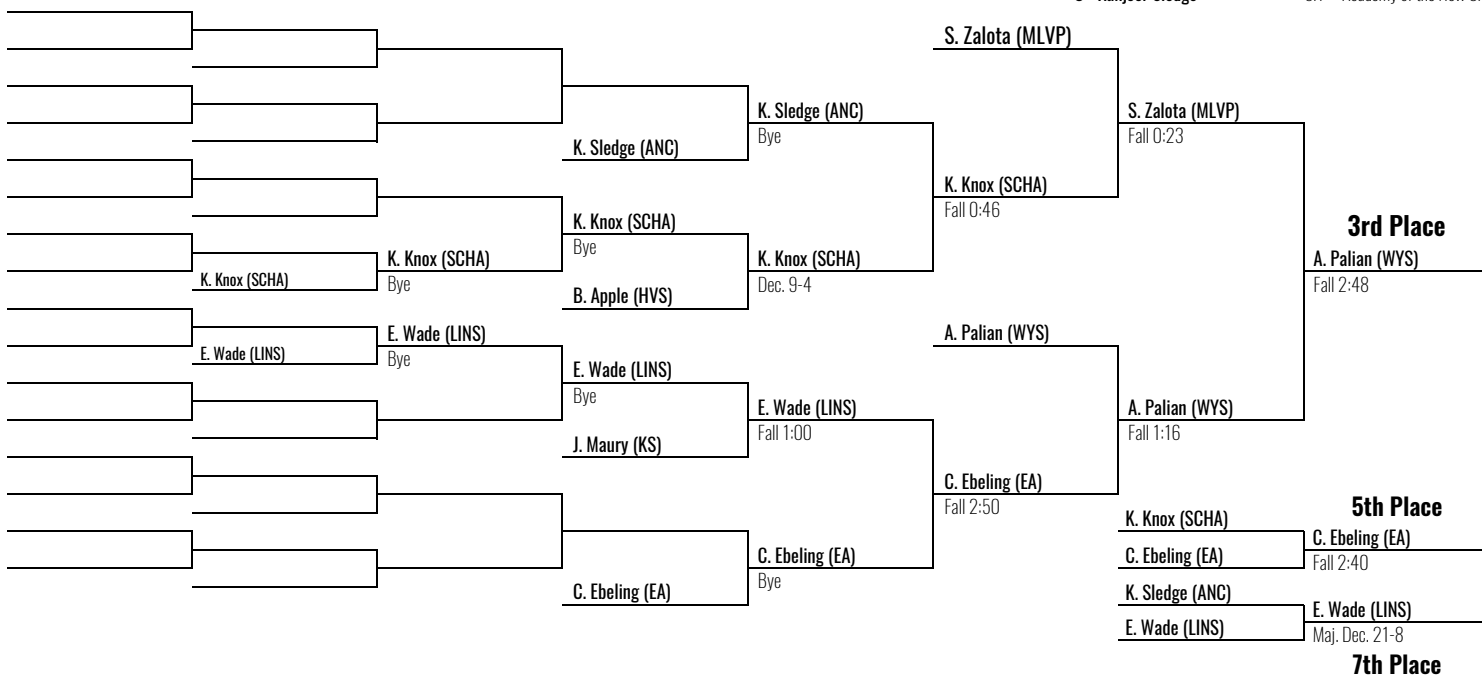 S. Zalota (MLVP)
K. Sledge (ANC)
Bye
S. Zalota (MLVP)
Fall 0:23
K. Sledge (ANC)
K. Knox (SCHA)
Fall 0:46
K. Knox (SCHA)
Bye
3rd Place
K. Knox (SCHA)
K. Knox (SCHA)
Bye
K. Knox (SCHA)
Dec. 9-4
A. Palian (WYS)
Fall 2:48
B. Apple (HVS)
E. Wade (LINS)
E. Wade (LINS)
Bye
A. Palian (WYS)
E. Wade (LINS)
Bye
E. Wade (LINS)
Fall 1:00
A. Palian (WYS)
Fall 1:16
J. Maury (KS)
C. Ebeling (EA)
Fall 2:50
5th Place
K. Knox (SCHA)
C. Ebeling (EA)
Fall 2:40
C. Ebeling (EA)
Bye
C. Ebeling (EA)
C. Ebeling (EA)
K. Sledge (ANC)
E. Wade (LINS)
Maj. Dec. 21-8
E. Wade (LINS)
7th Place